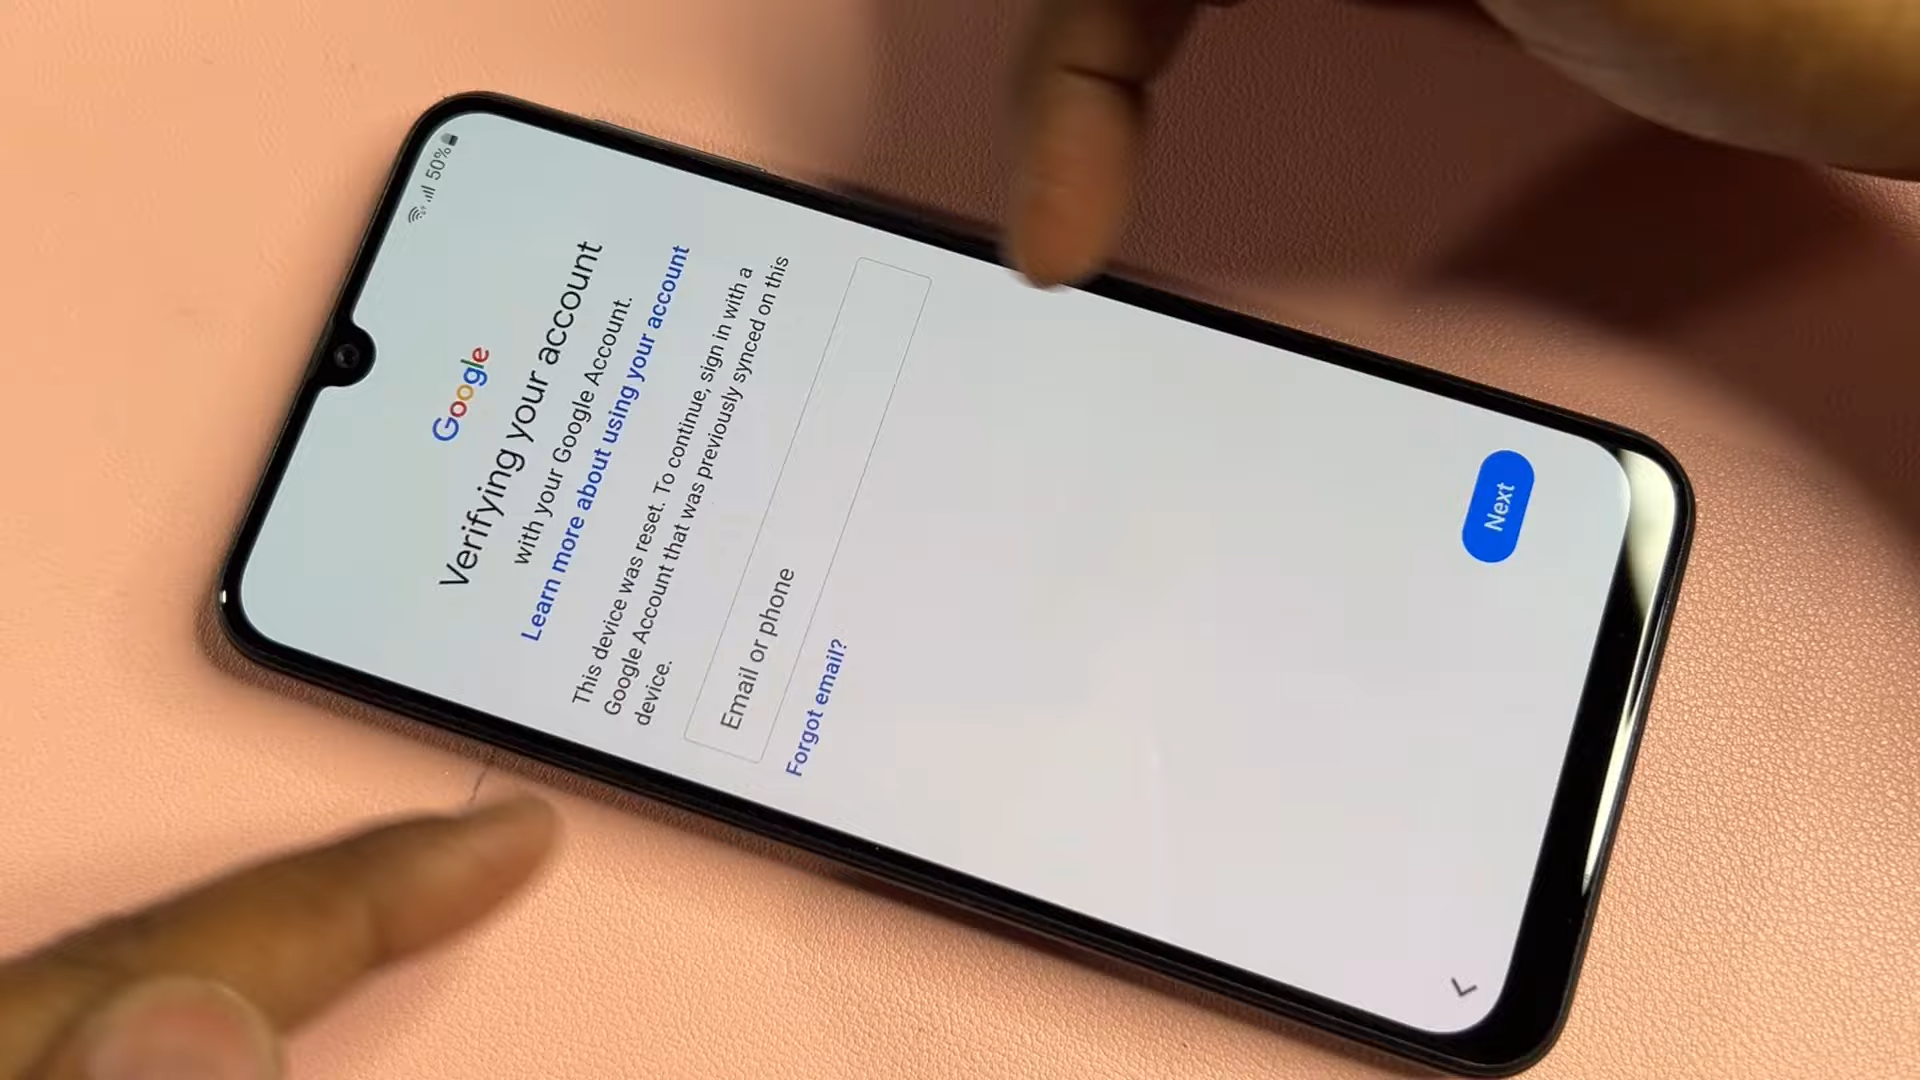 50%
Google
Verifying your account
with your Google Account.
Learn more about using your account
This device was reset. To continue, sign in with a
Google Account that was previously synced on this
device.
Email or phone
Forgot email?
Next